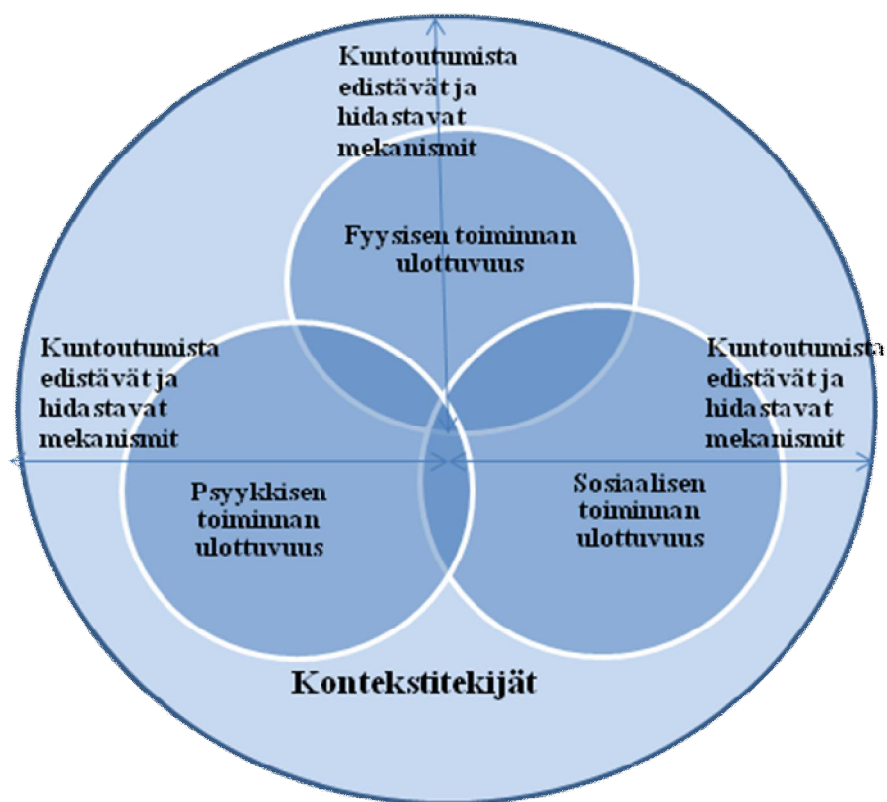 Kuntoutumista
edistävät ja
hidastavat
mekanismit
Fyysisen toiminnan
ulottuvuus
Kuntoutumista
edistävät ja
hidastavat
mekanismit
Kuntoutumista
edistävät ja
hidastavat
mekanismit
Psyykkisen
toiminnan
ulottuvuus
Sosiaalisen
toiminnan
ulottuvuus
Kontekstitekijät